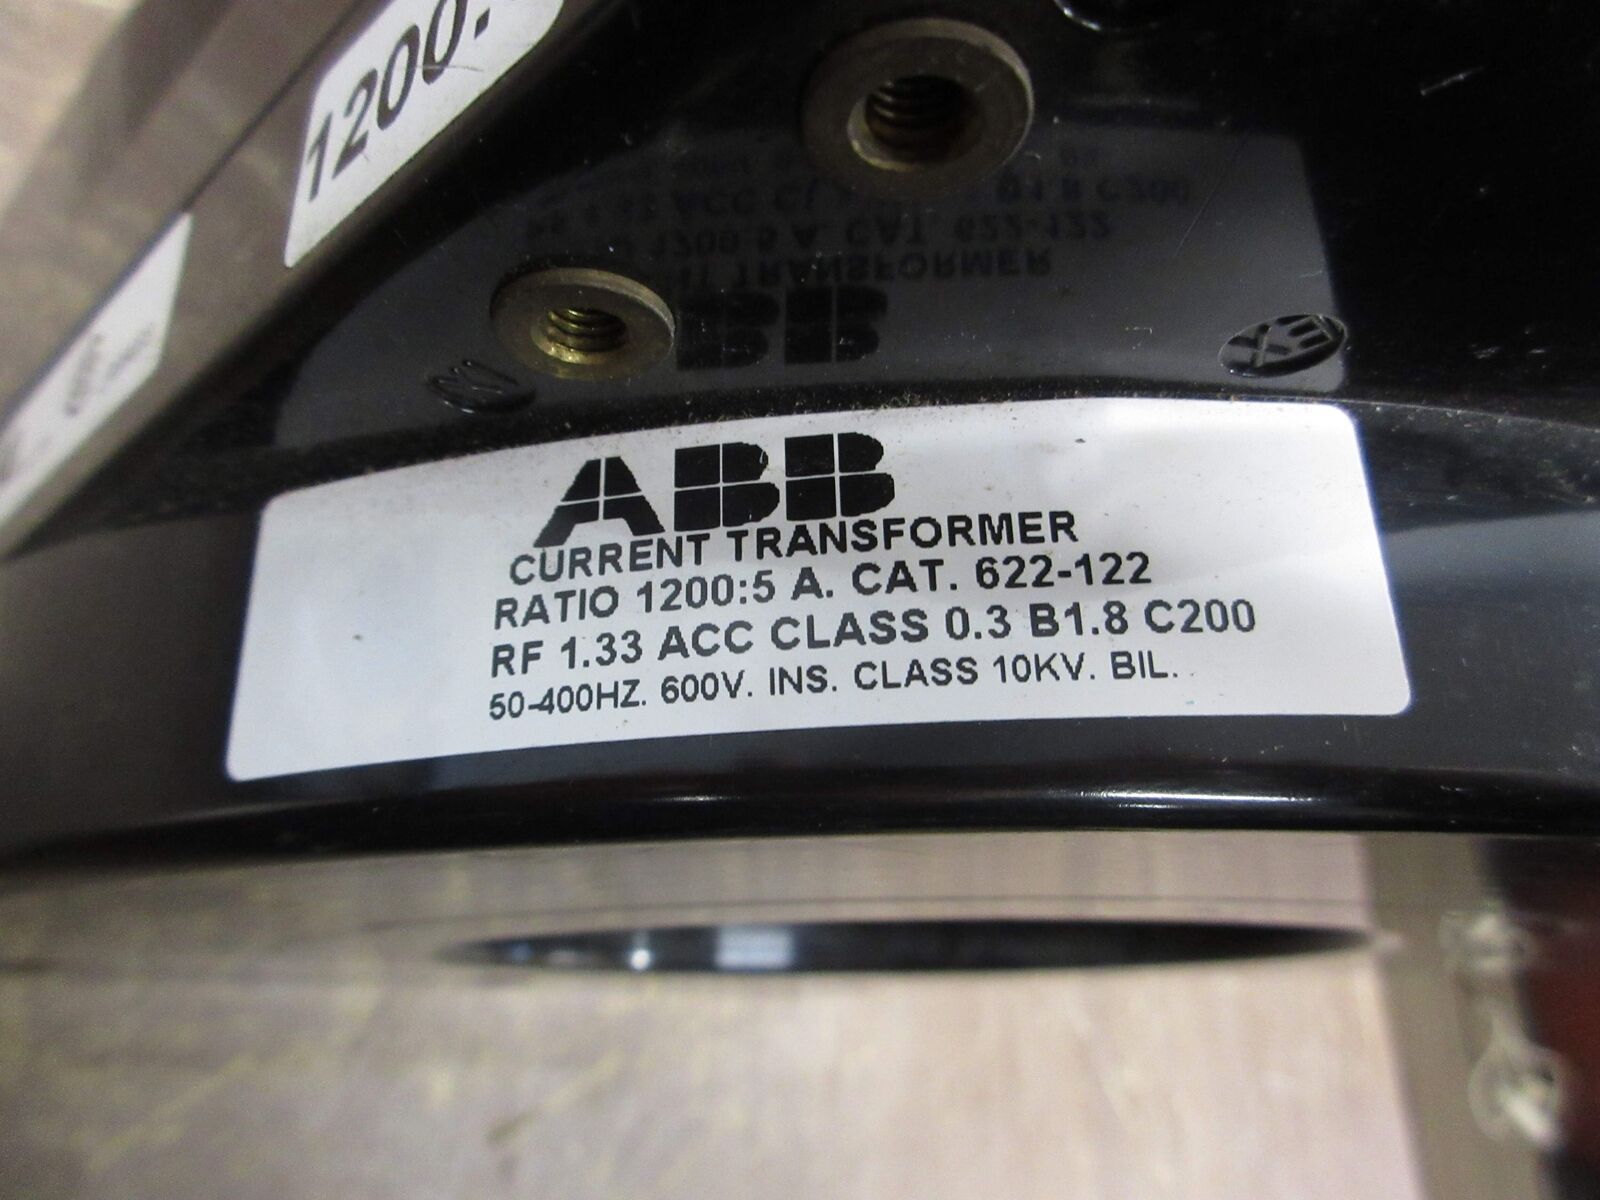 1200:
ABB
CURRENT TRANSFORMER
RATIO 1200:5 A. CAT. 622-122
RF 1.33 ACC CLASS 0.3 B1.8 C200
50-400HZ. 600V. INS. CLASS 10KV. BIL.